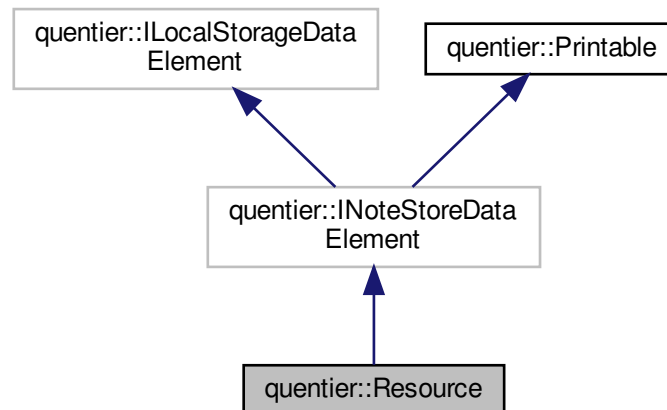 quentier::ILocalStorageData
Element
quentier::Printable
quentier::INoteStoreData
Element
quentier::Resource